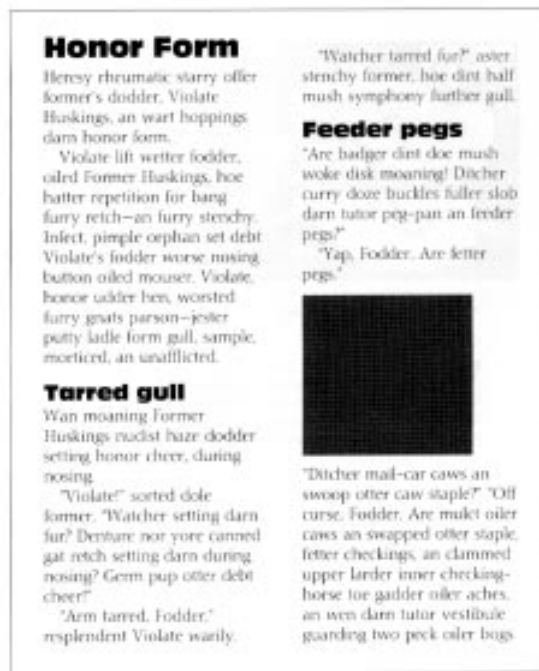 Honor Form
Heresy rheumatic starry offer
former's dodder, Violate
Huskings, an wart hoppings
darn honor form.
Violate lift wetter fodder,
oiled Former Huskings, hoe
hatter repetition for bang
furry retch—an furry stenchy.
Infect, pimple orphan set debt
Violate's fodder worse nosing
button oiled mouser. Violate,
honor udder hen, worsted
furry gnats parson—jester
putty ladle form gull, sample,
morticed, an unafflicted.
Tarred gull
Wan moaning Former
Huskings nudist haze dodder
setting honor cheer, during
nosing.
"Violate!" sorted dole
former, "Watcher setting darn
fur? Denture nor yore canned
gat retch setting darn during
nosing? Germ pup otter debt
cheer!"
"Arm tarred, Fodder,"
resplendent Violate warily.
"Watcher tarred fur?" aster
stenchy former, hoe dint half
mush symphony further gull.
Feeder pegs
"Are badger dint doe mush
woke disk moaning! Ditcher
curry doze buckles fuller slob
darn tutor peg-pan an feeder
pegs?"
"Yap, Fodder. Are fetter
pegs."
"Ditcher mail-car caws an
swoop otter caw staple?" "Off
curse, Fodder. Are mulct oiler
caws an swapped otter staple,
fetter checkings, an clammed
upper larder inner checking-
horse toe gadder oiler aches,
an wen darn tutor vestibule
guarding two peck oiler bogs